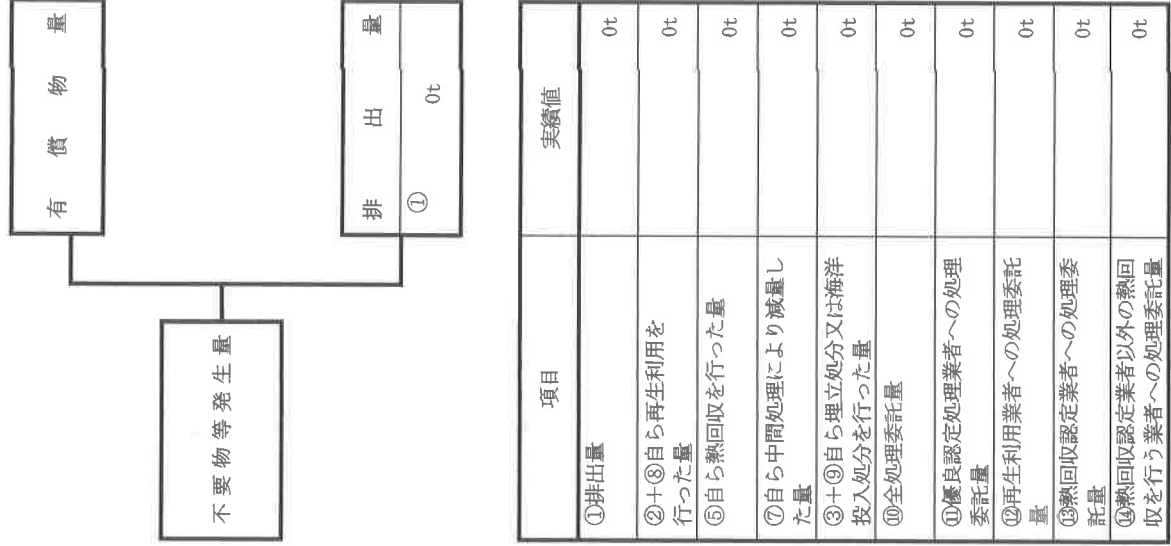 有償物量
不要物等発生量
排出量
①
0t
項目
実績値
①排出量
0t
②+⑧自ら再生利用を
行った量
0t
⑤自ら熱回収を行った量
0t
⑦自ら中間処理により減量し
た量
0t
③+⑨自ら埋立処分又は海洋
投入処分を行った量
0t
⑩全処理委託量
0t
⑪優良認定処理業者への処理
委託量
0t
⑫再生利用業者への処理委託
量
0t
⑬熱回収認定業者への処理委
託量
0t
⑭熱回収認定業者以外の熱回
収を行う業者への処理委託量
0t